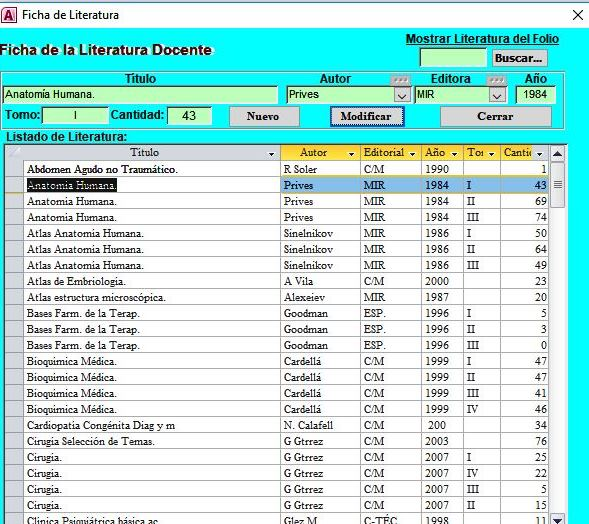 Ficha de Literatura
Mostrar Literatura del Folio
Ficha de la Literatura Docente
Buscar...
Título Autor Editora Año
Anatomía Humana. Prives MIR 1984
Tomo: I Cantidad: 43 Nuevo Modificar Cerrar
Listado de Literatura:
Titulo Autor Editorial Año Tor Cantic
Abdomen Agudo no Traumático. R Soler C/M 1990 1
Anatomia Humana. Prives MIR 1984 I 43
Anatomia Humana. Prives MIR 1984 II 69
Anatomia Humana. Prives MIR 1984 III 74
Atlas Anatomia Humana. Sinelnikov MIR 1986 I 50
Atlas Anatomia Humana. Sinelnikov MIR 1986 II 64
Atlas Anatomia Humana. Sinelnikov MIR 1986 III 49
Atlas de Embriologia. A Vila C/M 2000 23
Atlas estructura microscópica. Alexeiev MIR 1987 20
Bases Farm. de la Terap. Goodman ESP. 1996 I 5
Bases Farm. de la Terap. Goodman ESP. 1996 II 3
Bases Farm. de la Terap. Goodman ESP. 1996 III 0
Bioquimica Médica. Cardellá C/M 1999 I 47
Bioquimica Médica. Cardellá C/M 1999 II 47
Bioquimica Médica. Cardellá C/M 1999 III 41
Bioquimica Médica. Cardellá C/M 1999 IV 46
Cardiopatia Congénita Diag y m N. Calafell C/M 200 34
Cirugia Selección de Temas. G Gtrrez C/M 2003 76
Cirugia. G Gtrrez C/M 2007 I 25
Cirugia. G Gtrrez C/M 2007 IV 22
Cirugia. G Gtrrez C/M 2007 III 5
Cirugia. G Gtrrez C/M 2007 II 15
Clinica Psiquiátrica básica ac Glez M C-TÉC 1998 11